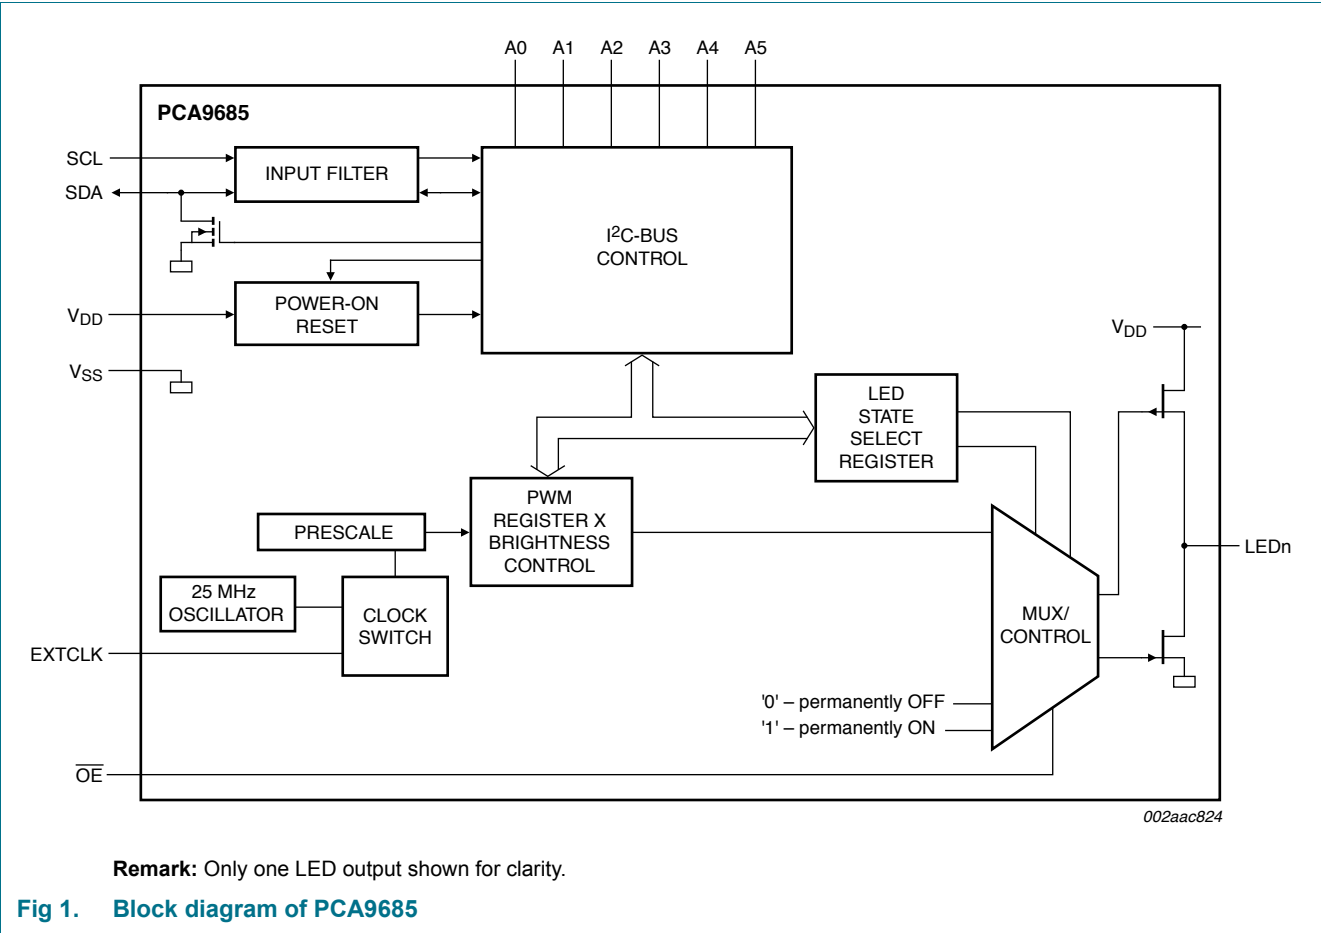 A0 A1 A2 A3 A4 A5
PCA9685
SCL
SDA
INPUT FILTER
I²C-BUS
CONTROL
POWER-ON
RESET
VDD
VSS
VDD
LED
STATE
SELECT
REGISTER
PWM
REGISTER X
BRIGHTNESS
CONTROL
PRESCALE
25 MHz
OSCILLATOR
CLOCK
SWITCH
EXTCLK
LEDn
MUX/
CONTROL
'0' – permanently OFF
'1' – permanently ON
O̅E̅
002aac824
Remark: Only one LED output shown for clarity.
Fig 1. Block diagram of PCA9685